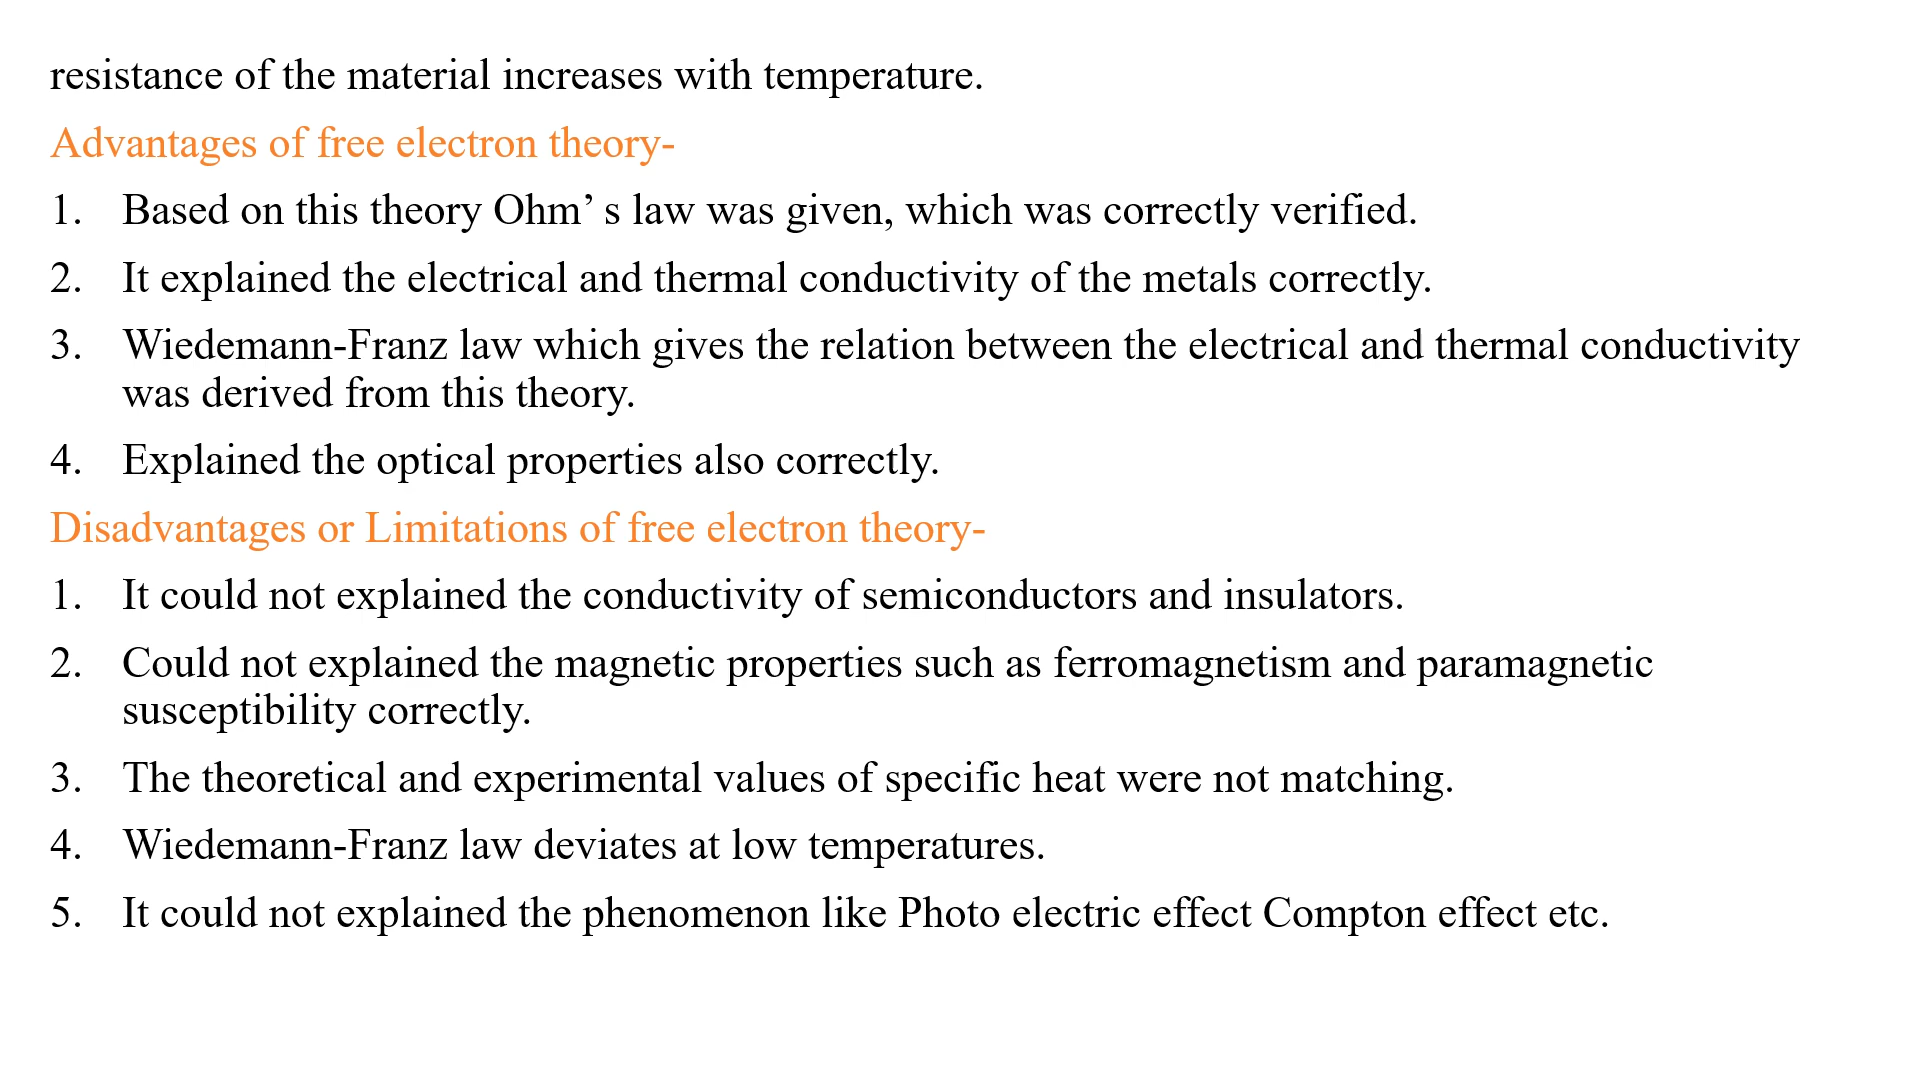 resistance of the material increases with temperature.
Advantages of free electron theory-
1. Based on this theory Ohm’ s law was given, which was correctly verified.
2. It explained the electrical and thermal conductivity of the metals correctly.
3. Wiedemann-Franz law which gives the relation between the electrical and thermal conductivity
was derived from this theory.
4. Explained the optical properties also correctly.
Disadvantages or Limitations of free electron theory-
1. It could not explained the conductivity of semiconductors and insulators.
2. Could not explained the magnetic properties such as ferromagnetism and paramagnetic
susceptibility correctly.
3. The theoretical and experimental values of specific heat were not matching.
4. Wiedemann-Franz law deviates at low temperatures.
5. It could not explained the phenomenon like Photo electric effect Compton effect etc.